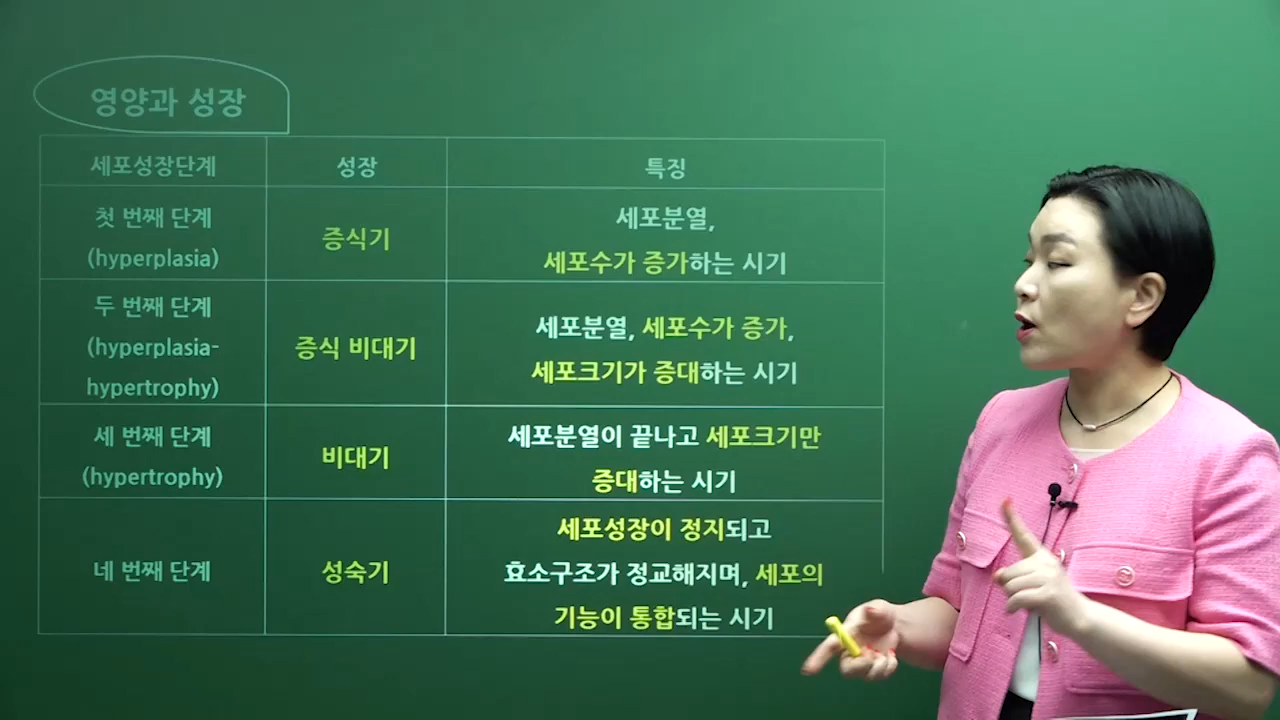 영양과 성장
세포성장단계 성장 특징
첫 번째 단계
(hyperplasia)
증식기
세포분열,
세포수가 증가하는 시기
두 번째 단계
(hyperplasia-
hypertrophy)
증식 비대기
세포분열, 세포수가 증가,
세포크기가 증대하는 시기
세 번째 단계
(hypertrophy)
비대기
세포분열이 끝나고 세포크기만
증대하는 시기
네 번째 단계
성숙기
세포성장이 정지되고
효소구조가 정교해지며, 세포의
기능이 통합되는 시기